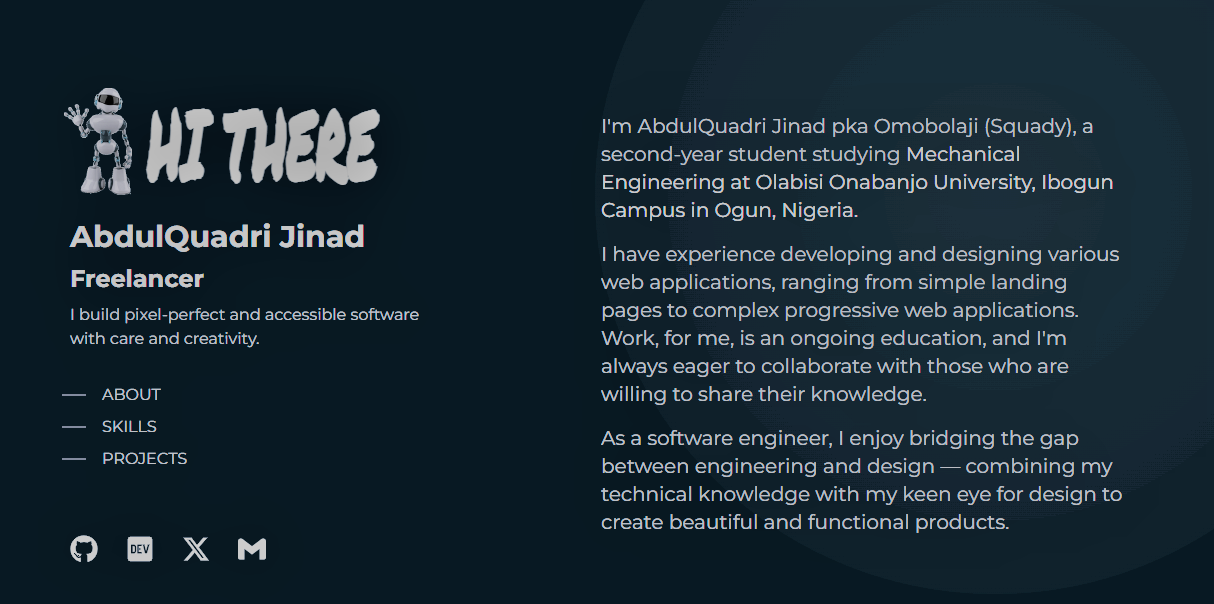 HI THERE
AbdulQuadri Jinad
Freelancer
I build pixel-perfect and accessible software
with care and creativity.
ABOUT
SKILLS
PROJECTS
DEV
I'm AbdulQuadri Jinad pka Omobolaji (Squady), a
second-year student studying Mechanical
Engineering at Olabisi Onabanjo University, Ibogun
Campus in Ogun, Nigeria.
I have experience developing and designing various
web applications, ranging from simple landing
pages to complex progressive web applications.
Work, for me, is an ongoing education, and I'm
always eager to collaborate with those who are
willing to share their knowledge.
As a software engineer, I enjoy bridging the gap
between engineering and design — combining my
technical knowledge with my keen eye for design to
create beautiful and functional products.